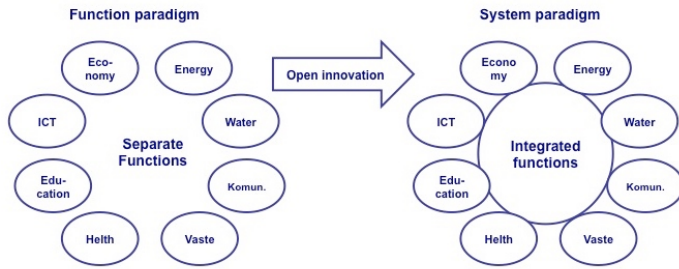 Function paradigm
System paradigm
Eco-
nomy
Energy
Open innovation
Econo
my
Energy
ICT
Water
Separate
Functions
ICT
Water
Integrated
functions
Edu-
cation
Komun.
Edu-
cation
Komun.
Helth
Vaste
Helth
Vaste